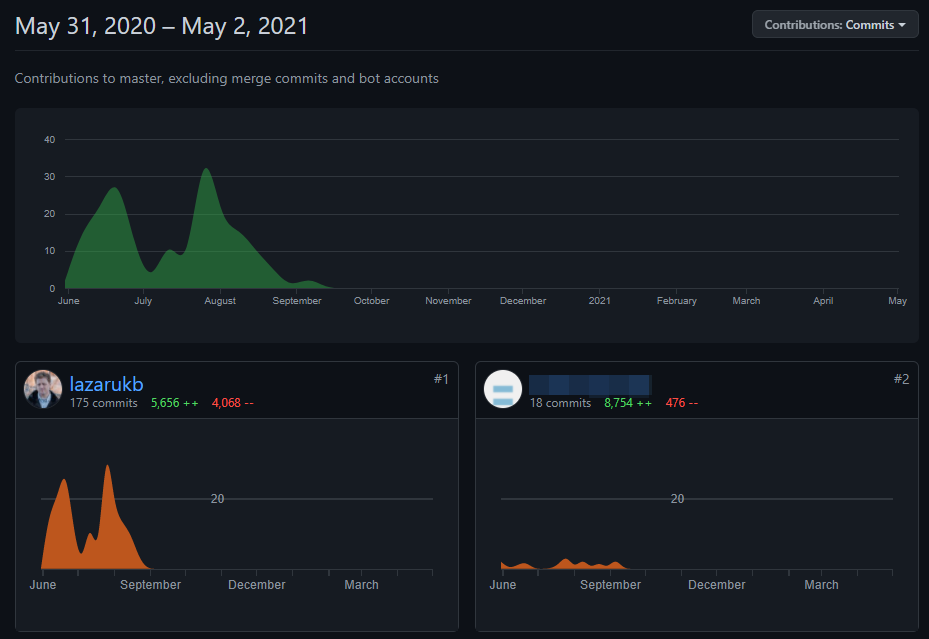 May 31, 2020 – May 2, 2021
Contributions: Commits
Contributions to master, excluding merge commits and bot accounts
40
30
20
10
0
June July August September October November December 2021 February March April May
lazarukb
#1
175 commits 5,656 ++ 4,068 --
20
June September December March
#2
18 commits 8,754 ++ 476 --
20
June September December March